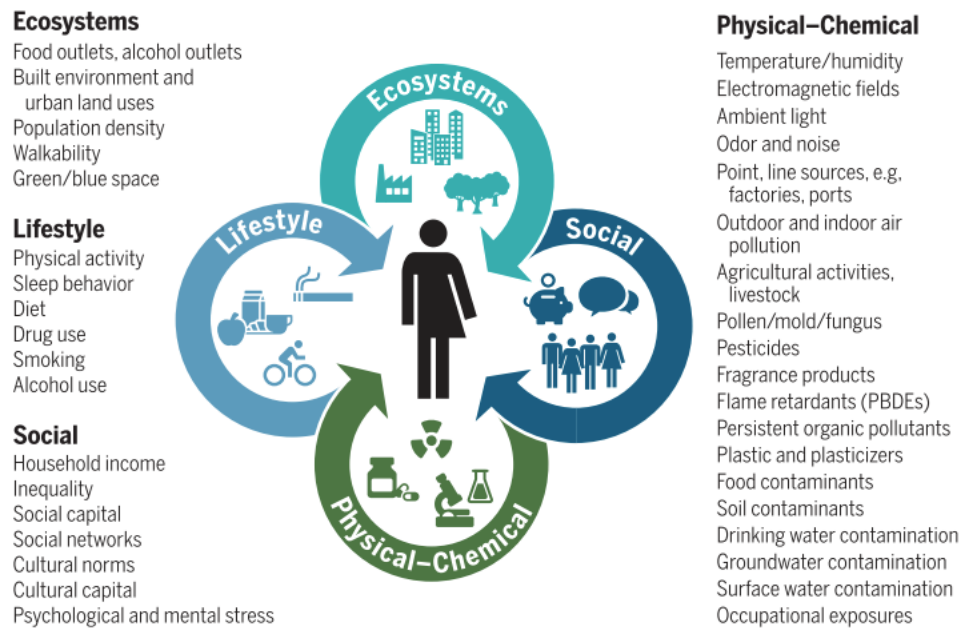 Ecosystems
Food outlets, alcohol outlets
Built environment and
urban land uses
Population density
Walkability
Green/blue space
Lifestyle
Physical activity
Sleep behavior
Diet
Drug use
Smoking
Alcohol use
Social
Household income
Inequality
Social capital
Social networks
Cultural norms
Cultural capital
Psychological and mental stress
Ecosystems
Lifestyle
Social
Physical–Chemical
Physical–Chemical
Temperature/humidity
Electromagnetic fields
Ambient light
Odor and noise
Point, line sources, e.g,
factories, ports
Outdoor and indoor air
pollution
Agricultural activities,
livestock
Pollen/mold/fungus
Pesticides
Fragrance products
Flame retardants (PBDEs)
Persistent organic pollutants
Plastic and plasticizers
Food contaminants
Soil contaminants
Drinking water contamination
Groundwater contamination
Surface water contamination
Occupational exposures